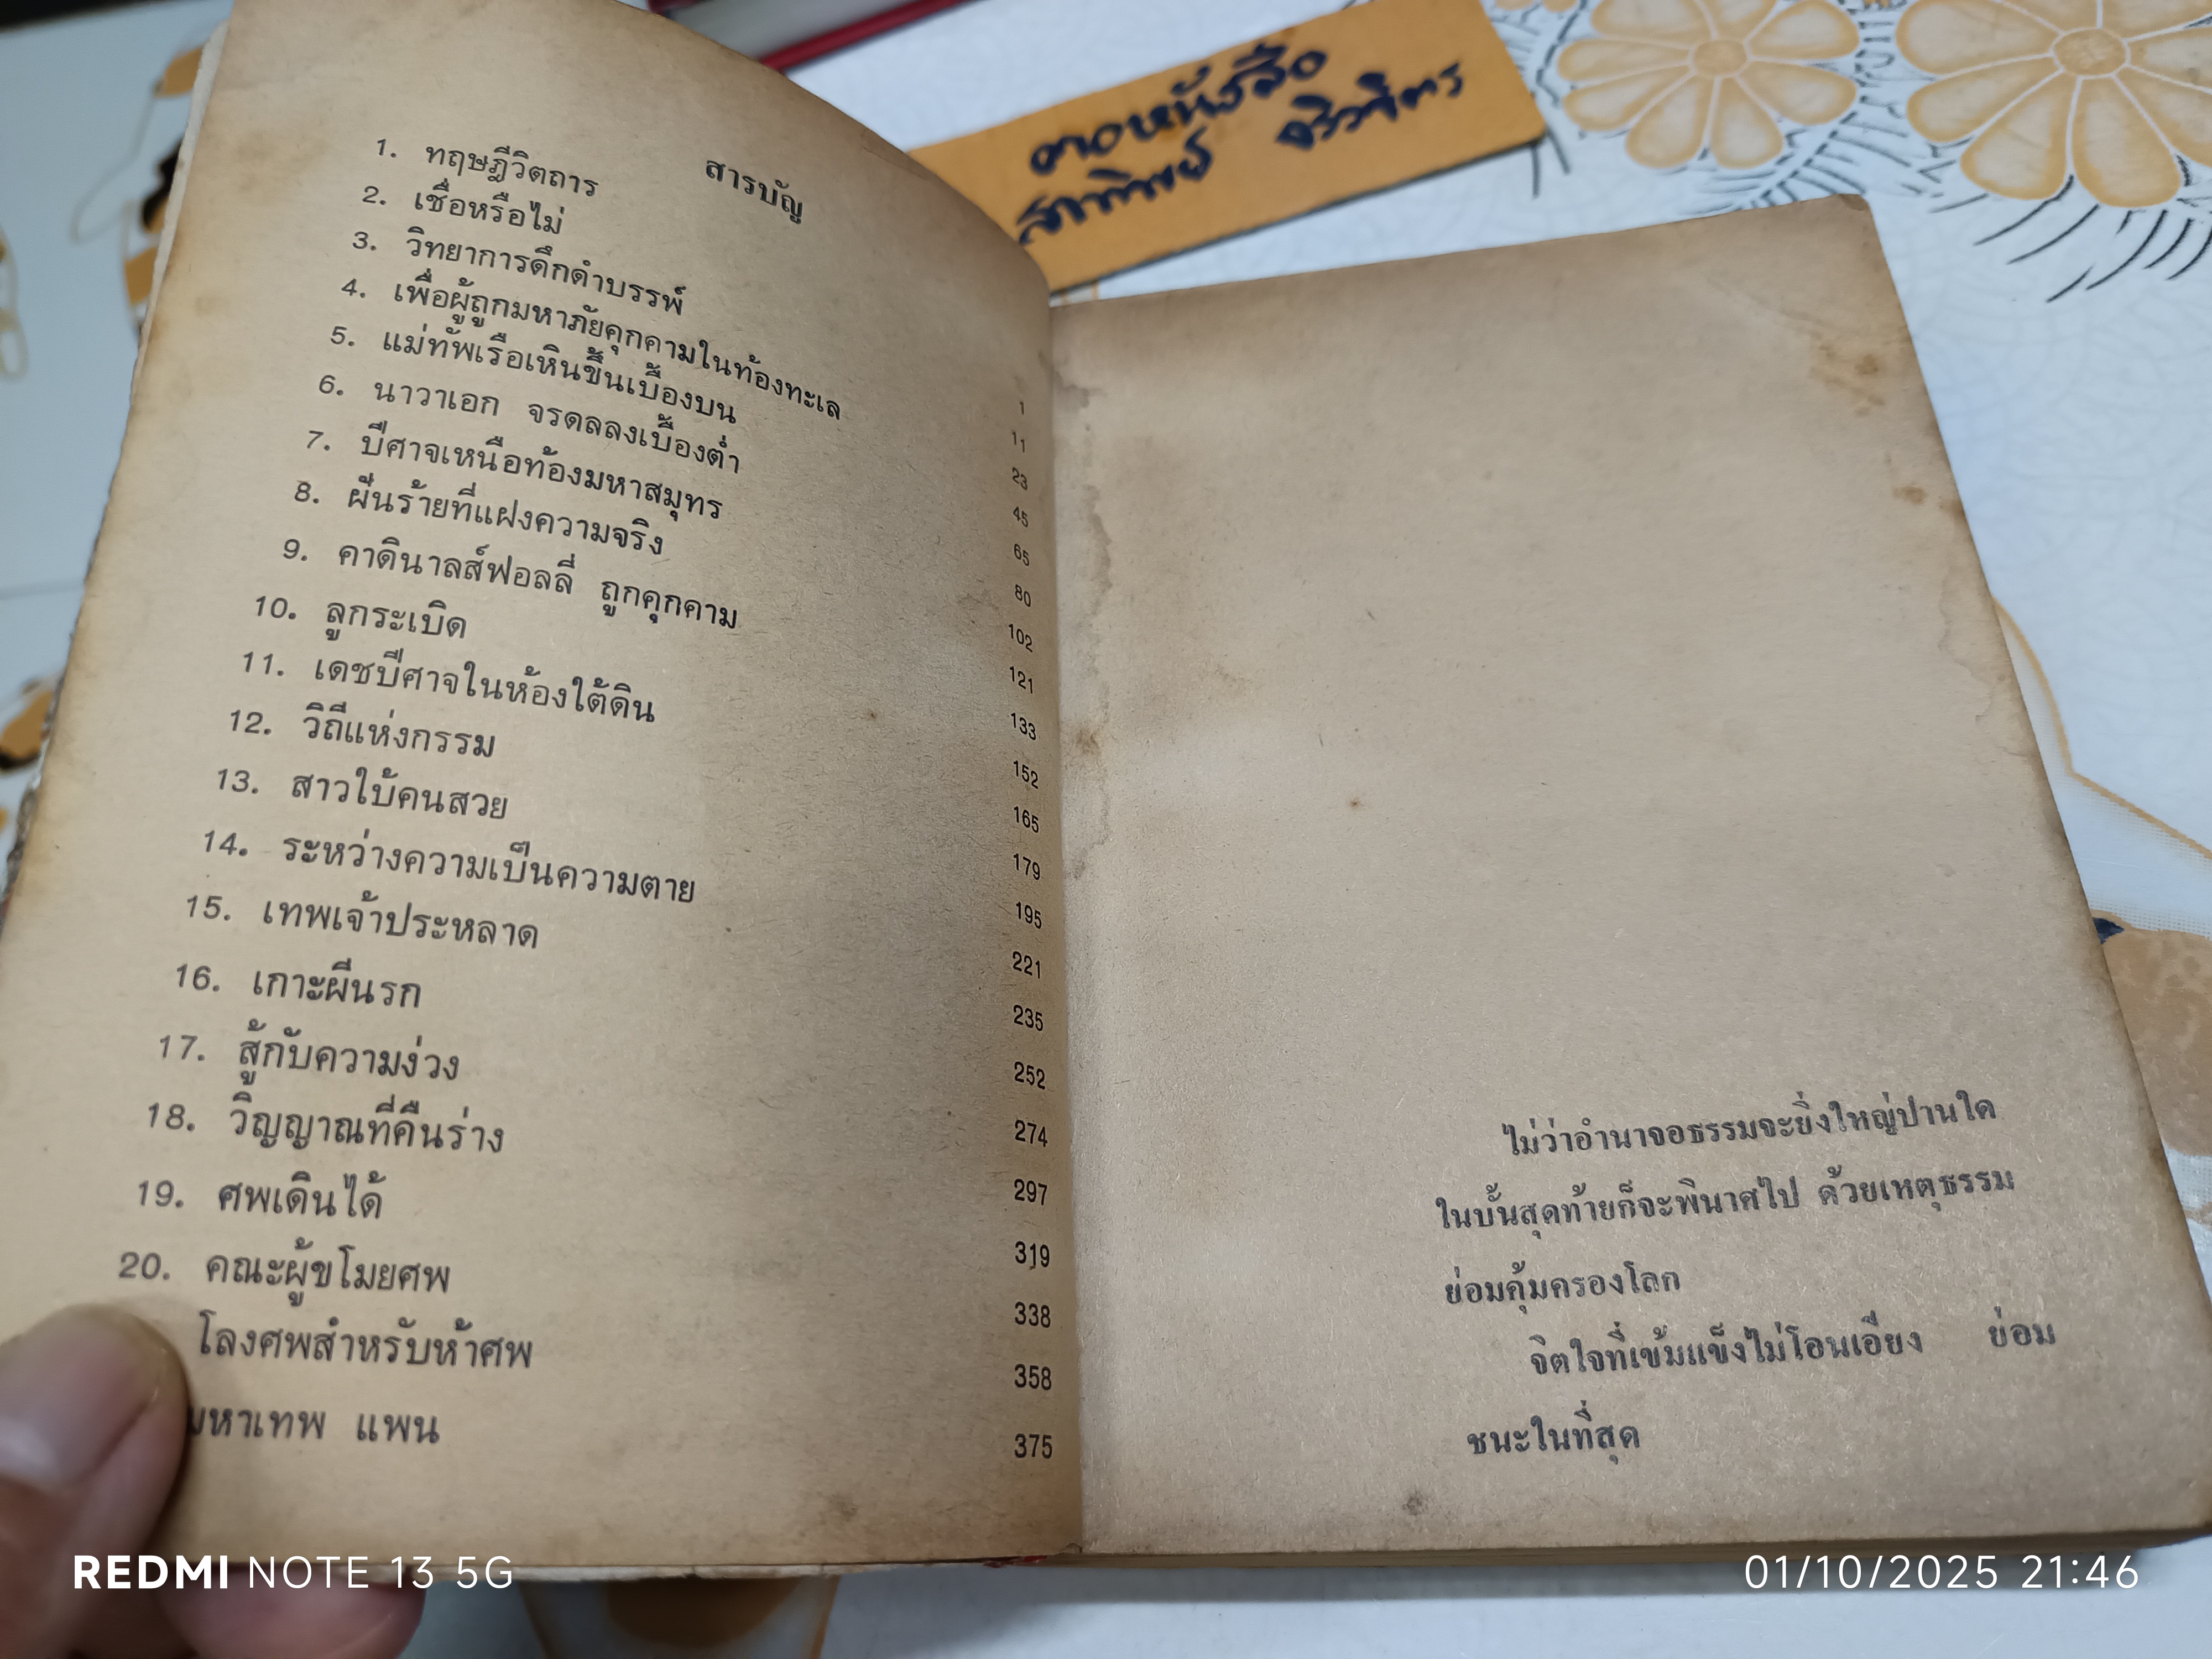 สารบัญ
1. ทฤษฎีวิตถาร 1
2. เชื่อหรือไม่ 11
3. วิทยาการดึกดำบรรพ์ 23
4. เพื่อผู้ถูกมหาภัยคุกคามในท้องทะเล 45
5. แม่ทัพเรือเหินขึ้นเบื้องบน 65
6. นาวาเอก จรดลลงเบื้องต่ำ 80
7. ปีศาจเหนือท้องมหาสมุทร 102
8. ฝันร้ายที่แฝงความจริง 121
9. คาดินาลส์ฟอลลี่ ถูกคุกคาม 133
10. ลูกระเบิด 152
11. เดชปีศาจในห้องใต้ดิน 165
12. วิถีแห่งกรรม 179
13. สาวใบ้คนสวย 195
14. ระหว่างความเป็นความตาย 221
15. เทพเจ้าประหลาด 235
16. เกาะผีนรก 252
17. สู้กับความง่วง 274
18. วิญญาณที่คืนร่าง 297
19. ศพเดินได้ 319
20. คณะผู้ขโมยศพ 338
โลงศพสำหรับห้าศพ 358
มหาเทพ แพน 375
ไม่ว่าอำนาจอธรรมจะยิ่งใหญ่ปานใด
ในบั้นสุดท้ายก็จะพินาศไป ด้วยเหตุธรรม
ย่อมคุ้มครองโลก
จิตใจที่เข้มแข็งไม่โอนเอียง ย่อม
ชนะในที่สุด
REDMI NOTE 13 5G
01/10/2025 21:46